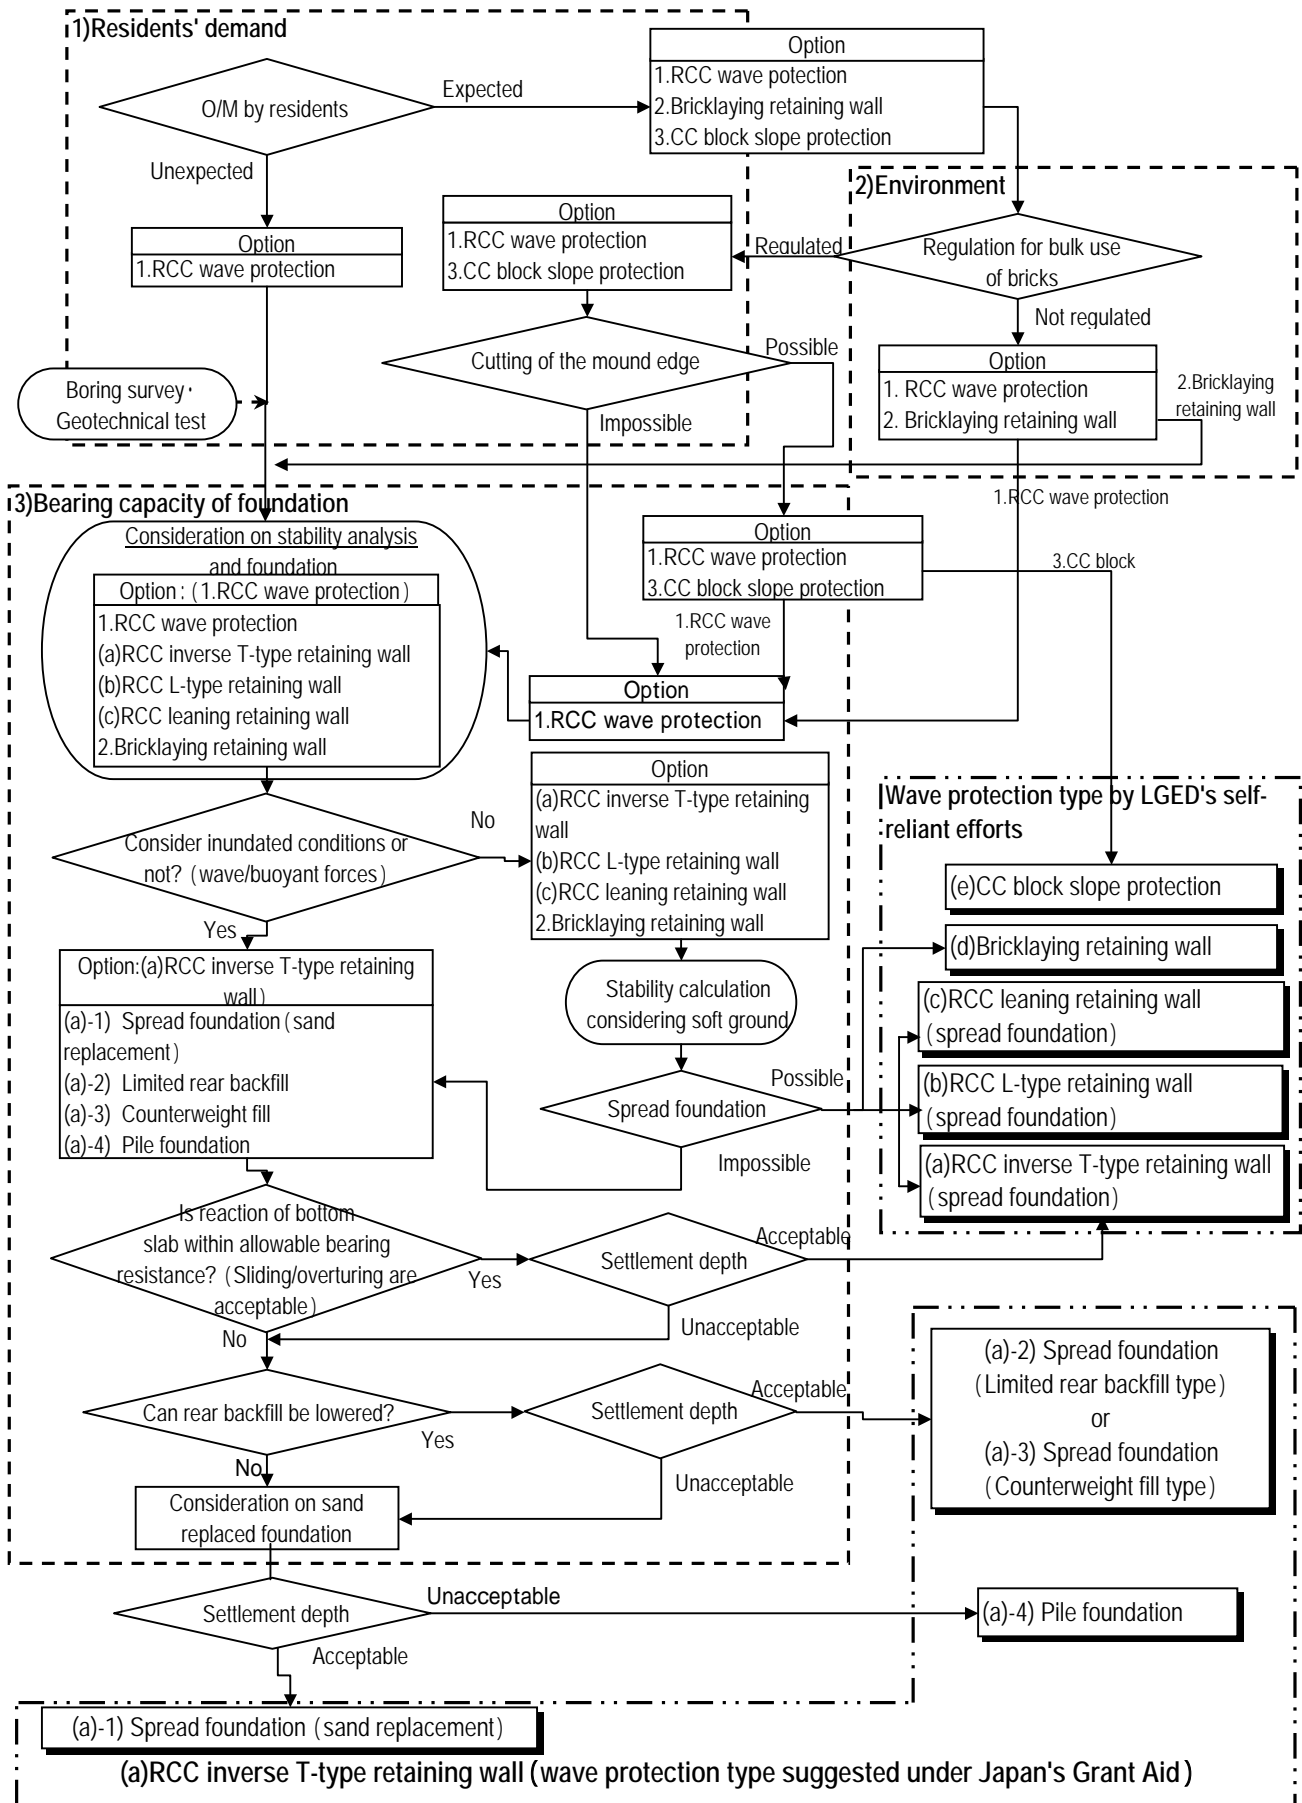 1)Residents' demand
O/M by residents
Expected
Unexpected
Option
1.RCC wave potection
2.Bricklaying retaining wall
3.CC block slope protection
Option
1.RCC wave protection
Option
1.RCC wave protection
3.CC block slope protection
Regulated
2)Environment
Regulation for bulk use
of bricks
Not regulated
Cutting of the mound edge
Possible
Impossible
Option
1. RCC wave protection
2. Bricklaying retaining wall
2.Bricklaying
retaining wall
Boring survey・
Geotechnical test
1.RCC wave protection
3)Bearing capacity of foundation
Consideration on stability analysis
and foundation
Option:(1.RCC wave protection)
1.RCC wave protection
(a)RCC inverse T-type retaining wall
(b)RCC L-type retaining wall
(c)RCC leaning retaining wall
2.Bricklaying retaining wall
Option
1.RCC wave protection
3.CC block slope protection
3.CC block
1.RCC wave
protection
Option
1.RCC wave protection
Consider inundated conditions or
not?(wave/buoyant forces)
No
Yes
Option
(a)RCC inverse T-type retaining
wall
(b)RCC L-type retaining wall
(c)RCC leaning retaining wall
2.Bricklaying retaining wall
Stability calculation
considering soft ground
Spread foundation
Possible
Impossible
Option:(a)RCC inverse T-type retaining
wall)
(a)-1) Spread foundation(sand
replacement)
(a)-2) Limited rear backfill
(a)-3) Counterweight fill
(a)-4) Pile foundation
Wave protection type by LGED's self-
reliant efforts
(e)CC block slope protection
(d)Bricklaying retaining wall
(c)RCC leaning retaining wall
(spread foundation)
(b)RCC L-type retaining wall
(spread foundation)
(a)RCC inverse T-type retaining wall
(spread foundation)
Is reaction of bottom
slab within allowable bearing
resistance?(Sliding/overturing are
acceptable)
Yes
No
Settlement depth
Acceptable
Unacceptable
Can rear backfill be lowered?
Yes
No
Settlement depth
Acceptable
Unacceptable
(a)-2) Spread foundation
(Limited rear backfill type)
or
(a)-3) Spread foundation
(Counterweight fill type)
Consideration on sand
replaced foundation
Settlement depth
Unacceptable
Acceptable
(a)-4) Pile foundation
(a)-1) Spread foundation(sand replacement)
(a)RCC inverse T-type retaining wall(wave protection type suggested under Japan's Grant Aid)